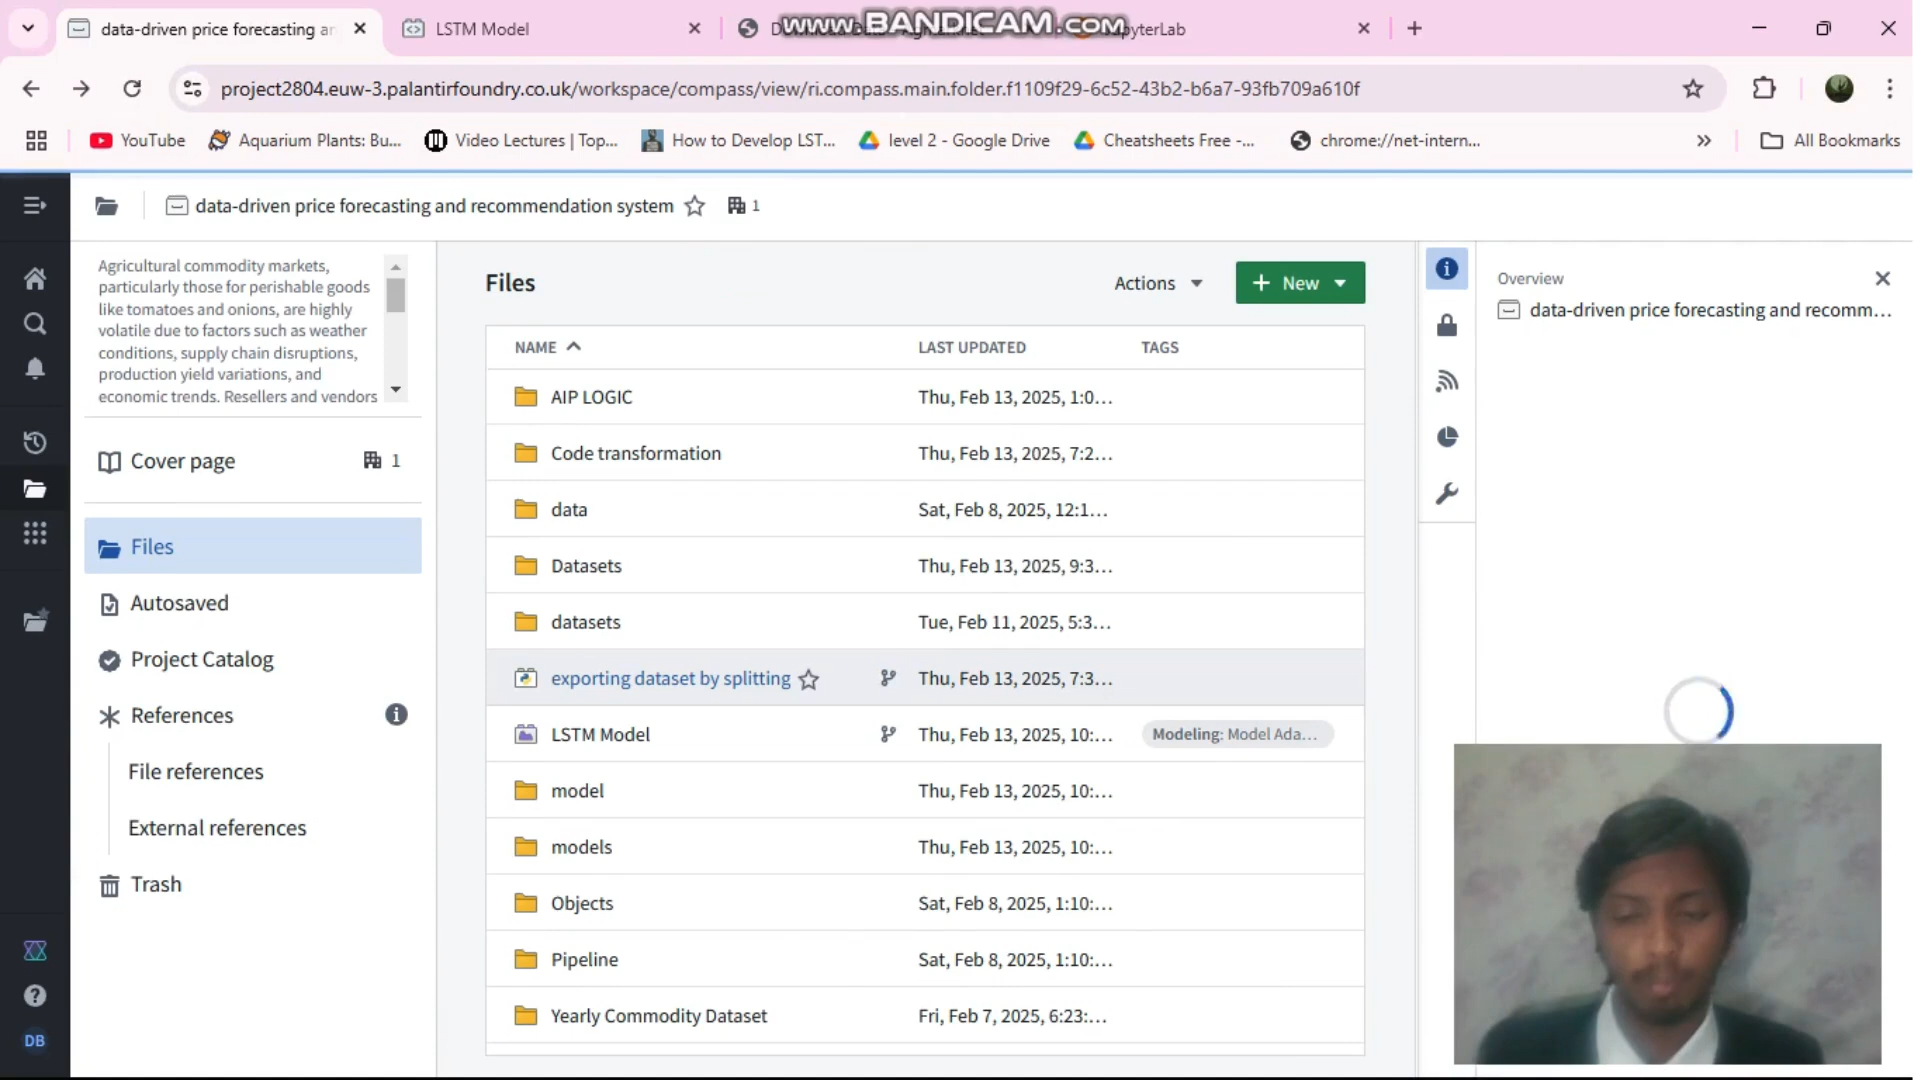 data-driven price forecasting an
LSTM Model
www.BANDICAM.com
JupyterLab
project2804.euw-3.palantirfoundry.co.uk/workspace/compass/view/ri.compass.main.folder.f1109f29-6c52-43b2-b6a7-93fb709a610f
YouTube
Aquarium Plants: Bu...
Video Lectures | Top...
How to Develop LST...
level 2 - Google Drive
Cheatsheets Free -...
chrome://net-intern...
»
All Bookmarks
data-driven price forecasting and recommendation system
1
Agricultural commodity markets,
particularly those for perishable goods
like tomatoes and onions, are highly
volatile due to factors such as weather
conditions, supply chain disruptions,
production yield variations, and
economic trends. Resellers and vendors
Cover page
1
Files
Autosaved
Project Catalog
References
File references
External references
Trash
DB
Files
Actions
+ New
NAME
LAST UPDATED
TAGS
AIP LOGIC
Thu, Feb 13, 2025, 1:0...
Code transformation
Thu, Feb 13, 2025, 7:2...
data
Sat, Feb 8, 2025, 12:1...
Datasets
Thu, Feb 13, 2025, 9:3...
datasets
Tue, Feb 11, 2025, 5:3...
exporting dataset by splitting
Thu, Feb 13, 2025, 7:3...
LSTM Model
Thu, Feb 13, 2025, 10:...
Modeling: Model Ada...
model
Thu, Feb 13, 2025, 10:...
models
Thu, Feb 13, 2025, 10:...
Objects
Sat, Feb 8, 2025, 1:10:...
Pipeline
Sat, Feb 8, 2025, 1:10:...
Yearly Commodity Dataset
Fri, Feb 7, 2025, 6:23:...
Overview
data-driven price forecasting and recomm...